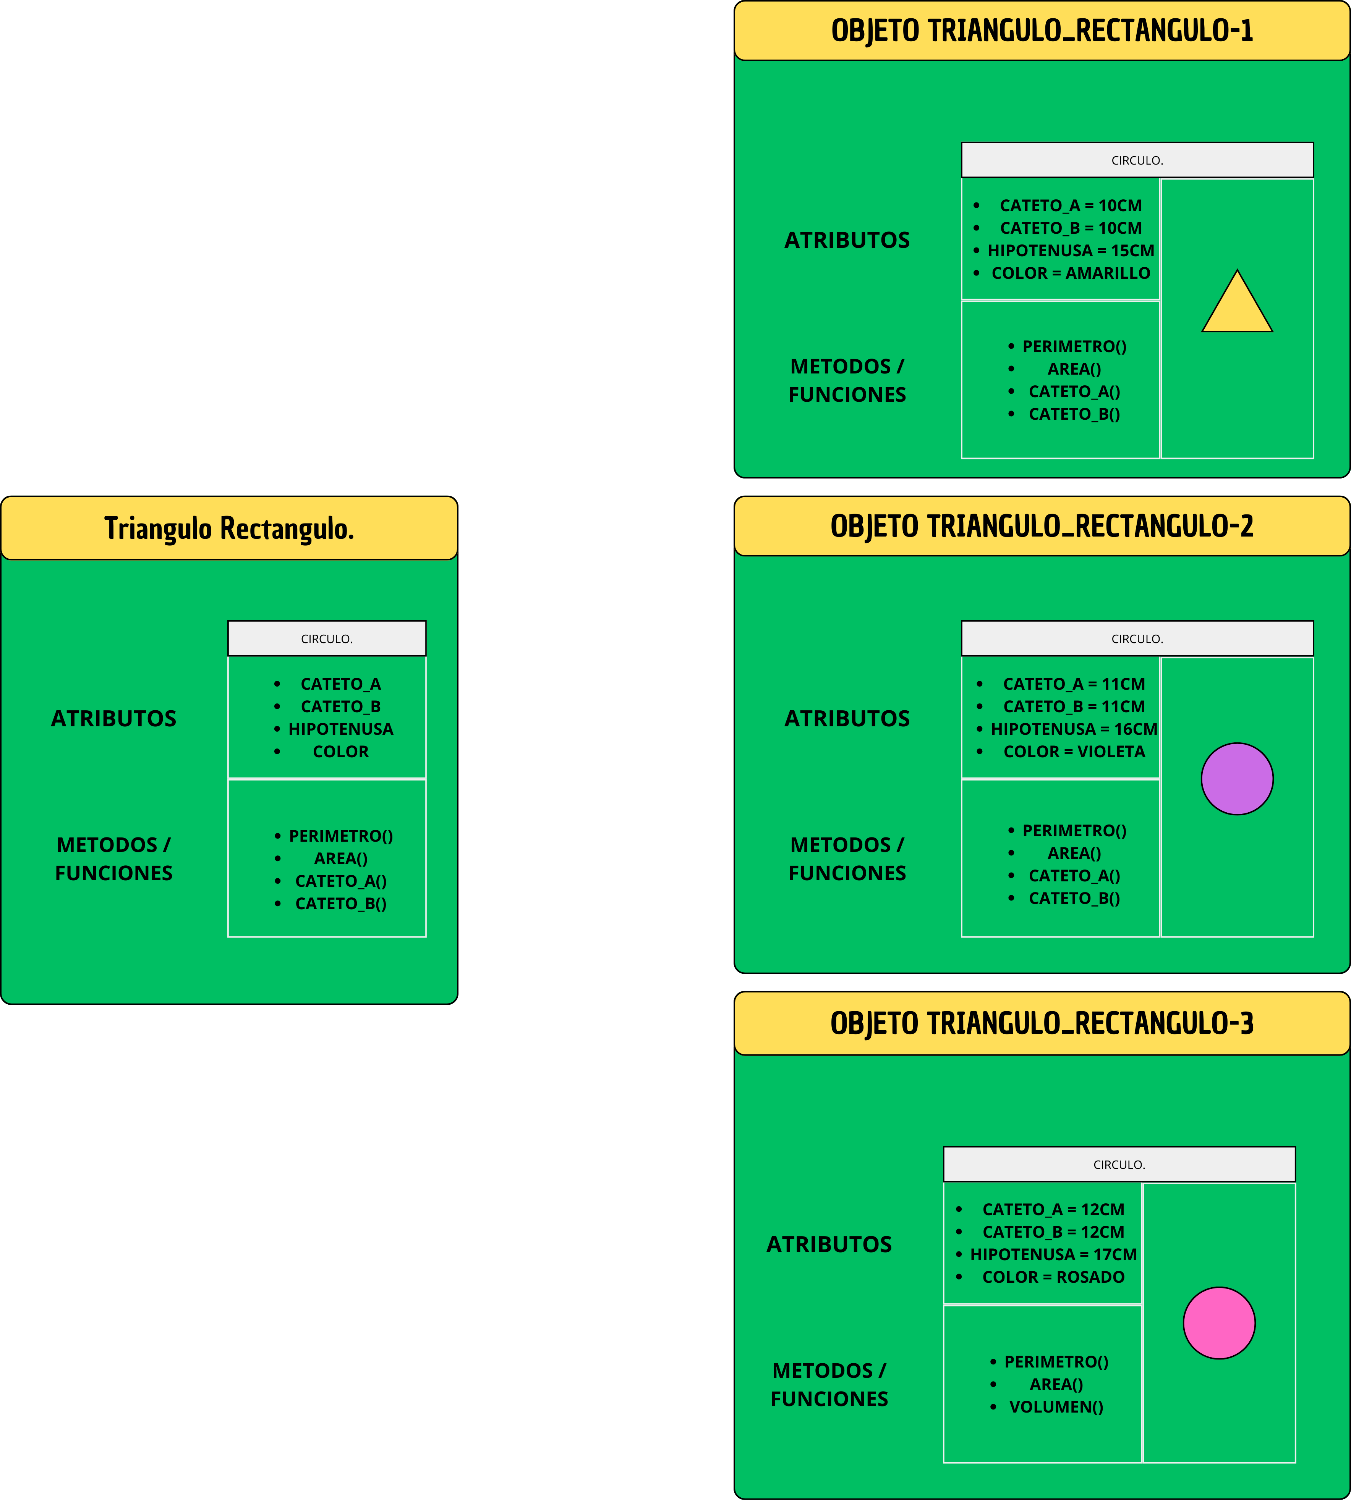 OBJETO TRIANGULO_RECTANGULO-1
CIRCULO.
ATRIBUTOS
• CATETO_A = 10CM
• CATETO_B = 10CM
• HIPOTENUSA = 15CM
• COLOR = AMARILLO
METODOS /
FUNCIONES
• PERIMETRO()
• AREA()
• CATETO_A()
• CATETO_B()
Triangulo Rectangulo.
CIRCULO.
ATRIBUTOS
• CATETO_A
• CATETO_B
• HIPOTENUSA
• COLOR
METODOS /
FUNCIONES
• PERIMETRO()
• AREA()
• CATETO_A()
• CATETO_B()
OBJETO TRIANGULO_RECTANGULO-2
CIRCULO.
ATRIBUTOS
• CATETO_A = 11CM
• CATETO_B = 11CM
• HIPOTENUSA = 16CM
• COLOR = VIOLETA
METODOS /
FUNCIONES
• PERIMETRO()
• AREA()
• CATETO_A()
• CATETO_B()
OBJETO TRIANGULO_RECTANGULO-3
CIRCULO.
ATRIBUTOS
• CATETO_A = 12CM
• CATETO_B = 12CM
• HIPOTENUSA = 17CM
• COLOR = ROSADO
METODOS /
FUNCIONES
• PERIMETRO()
• AREA()
• VOLUMEN()